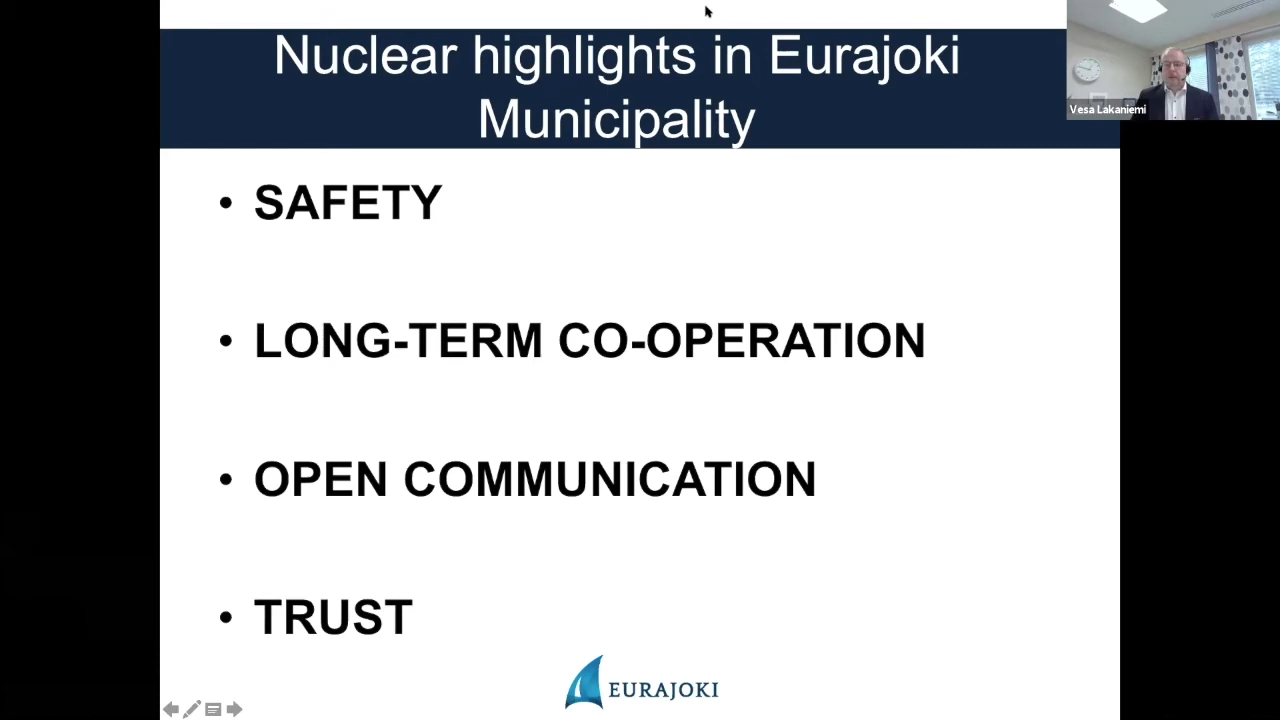 Nuclear highlights in Eurajoki
Municipality
Vesa Lakaniemi
• SAFETY
• LONG-TERM CO-OPERATION
• OPEN COMMUNICATION
• TRUST
EURAJOKI